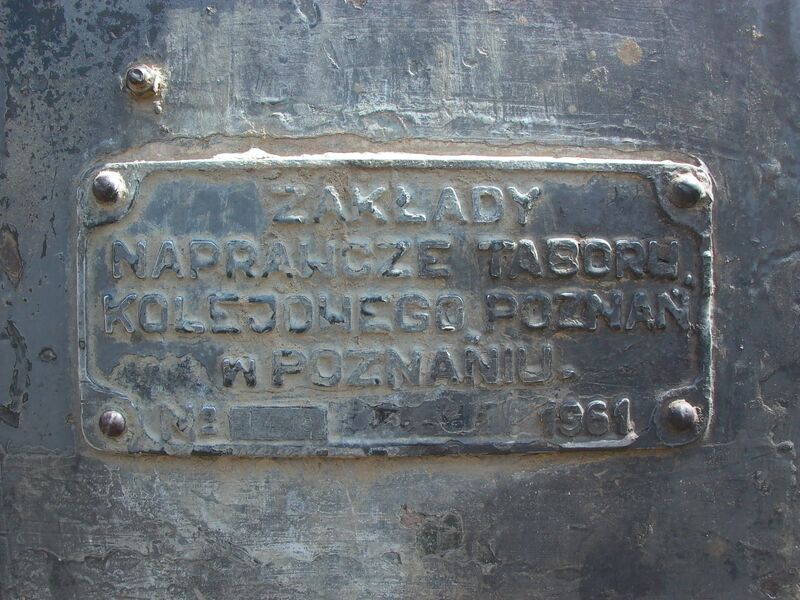 ZAKŁADY
NAPRAWCZE TABORU
KOLEJOWEGO POZNAŃ
W POZNANIU.
No 1961